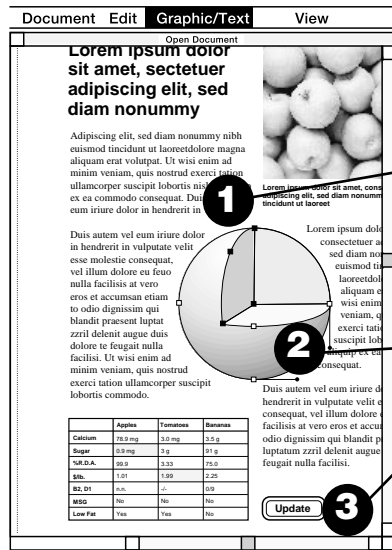 Document Edit Graphic/Text View
Open Document
Lorem ipsum dolor
sit amet, sectetuer
adipiscing elit, sed
diam nonummy
Adipiscing elit, sed diam nonummy nibh
euismod tincidunt ut laoreetdolore magna
aliquam erat volutpat. Ut wisi enim ad
minim veniam, quis nostrud exerci tation
ullamcorper suscipit lobortis nisl
ex ea commodo consequat. Duis
eum iriure dolor in hendrerit in
1
Lorem ipsum dolor sit amet, cons
adipiscing elit, sed diam nonumm
tincidunt ut laoreet
Duis autem vel eum iriure dolor
in hendrerit in vulputate velit
esse molestie consequat,
vel illum dolore eu feuo
nulla facilisis at vero
eros et accumsan etiam
to odio dignissim qui
blandit praesent luptat
zzril delenit augue duis
dolore te feugait nulla
facilisi. Ut wisi enim ad
minim veniam, quis nostrud
exerci tation ullamcorper suscipit
lobortis commodo.
Lorem ipsum dolo
consectetuer a
sed diam no
euismod ti
laoreetdol
aliquam e
wisi enim
veniam, q
exerci tati
suscipit lob
aliquip ex ea
consequat.
2
Duis autem vel eum iriure d
hendrerit in vulputate velit e
consequat, vel illum dolore
facilisis at vero eros et accu
odio dignissim qui blandit p
luptatum zzril delenit augue
feugait nulla facilisi.
Apples Tomatoes Bananas
Calcium 78.9 mg 3.0 mg 3.5 g
Sugar 0.9 mg 3 g 91 g
%R.D.A. 99.9 3.33 75.0
$/lb. 1.01 1.99 2.25
B2, D1 n.n. -/- 0/9
MSG No No No
Low Fat Yes Yes No
Update
3